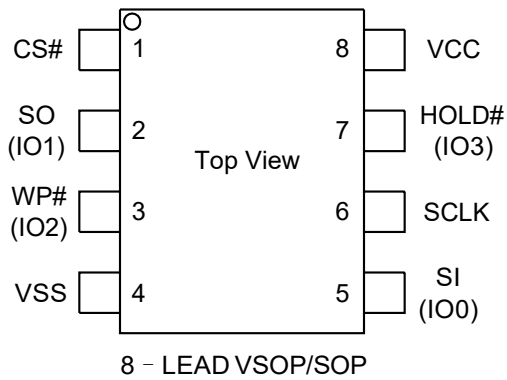 CS#
1
8
VCC
SO
(IO1)
2
7
HOLD#
(IO3)
Top View
WP#
(IO2)
3
6
SCLK
VSS
4
5
SI
(IO0)
8 – LEAD VSOP/SOP